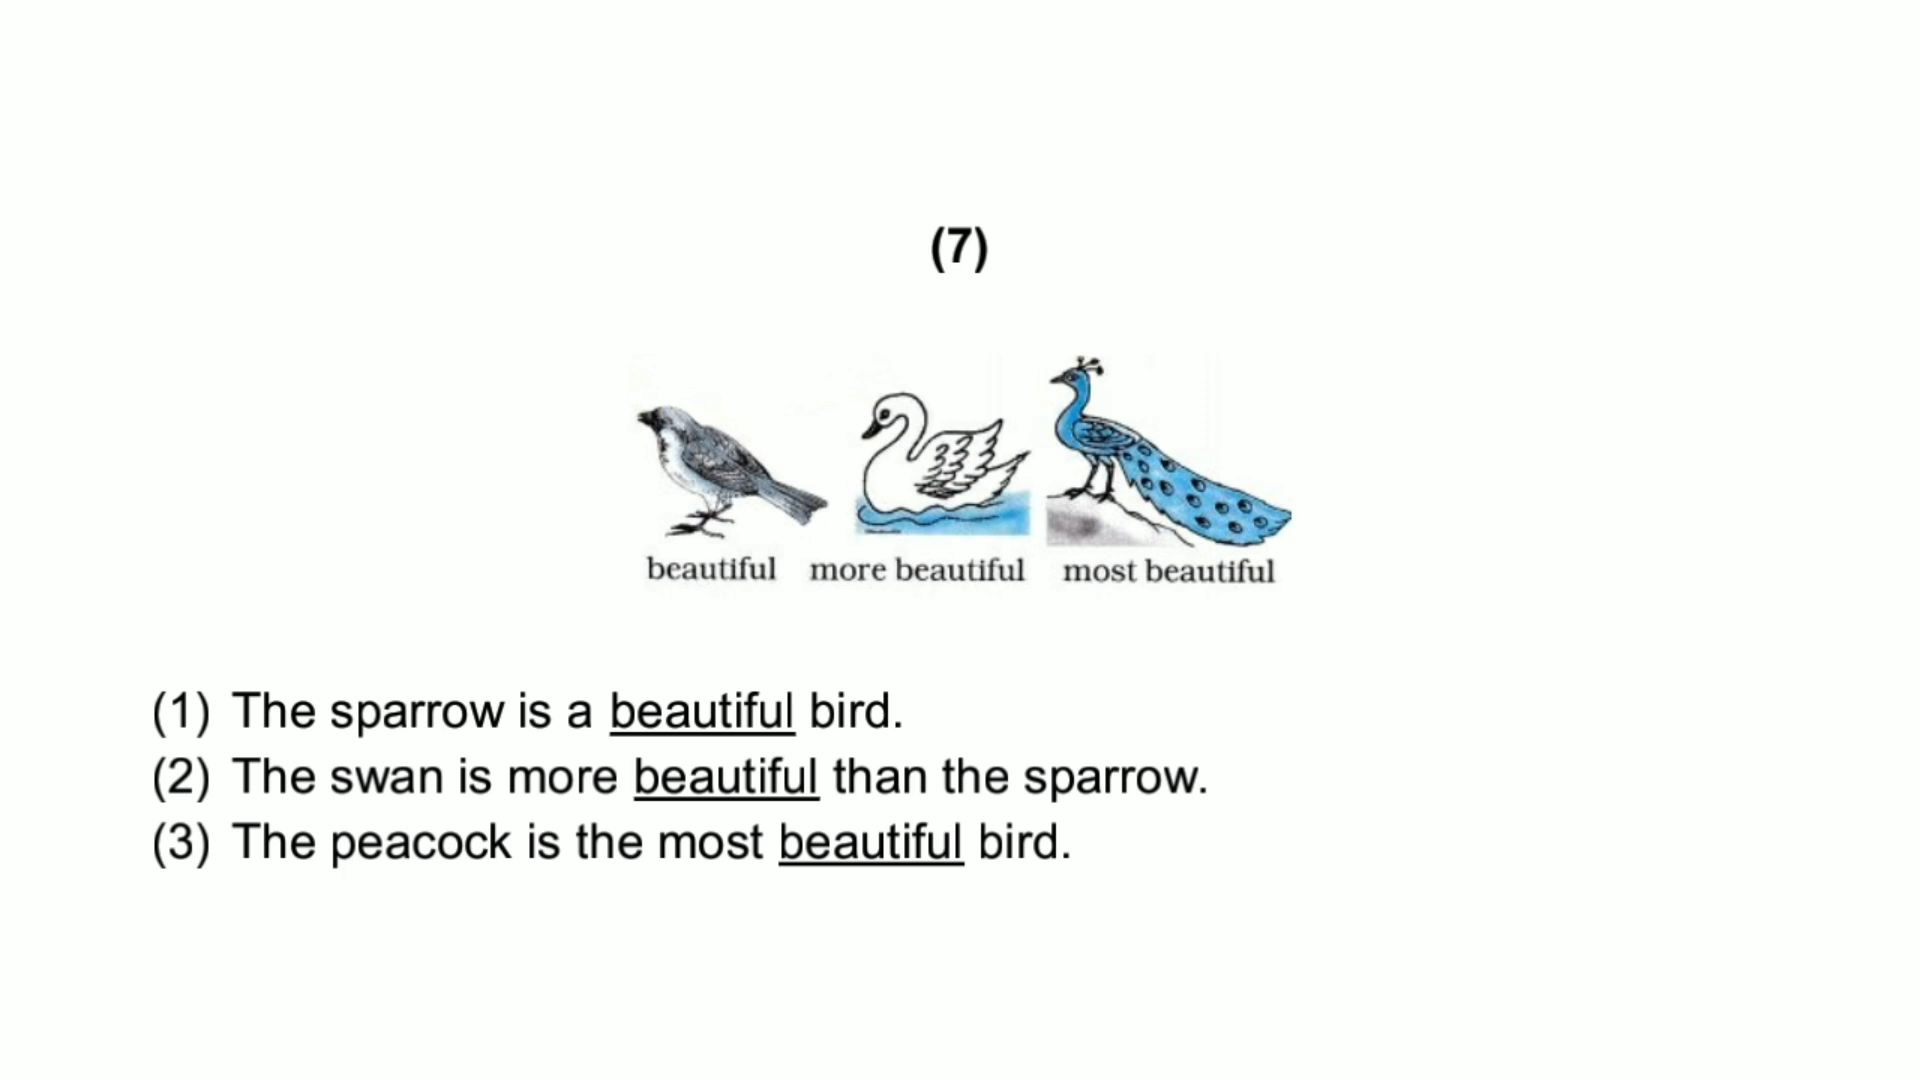 (7)
beautiful more beautiful most beautiful
(1) The sparrow is a beautiful bird.
(2) The swan is more beautiful than the sparrow.
(3) The peacock is the most beautiful bird.